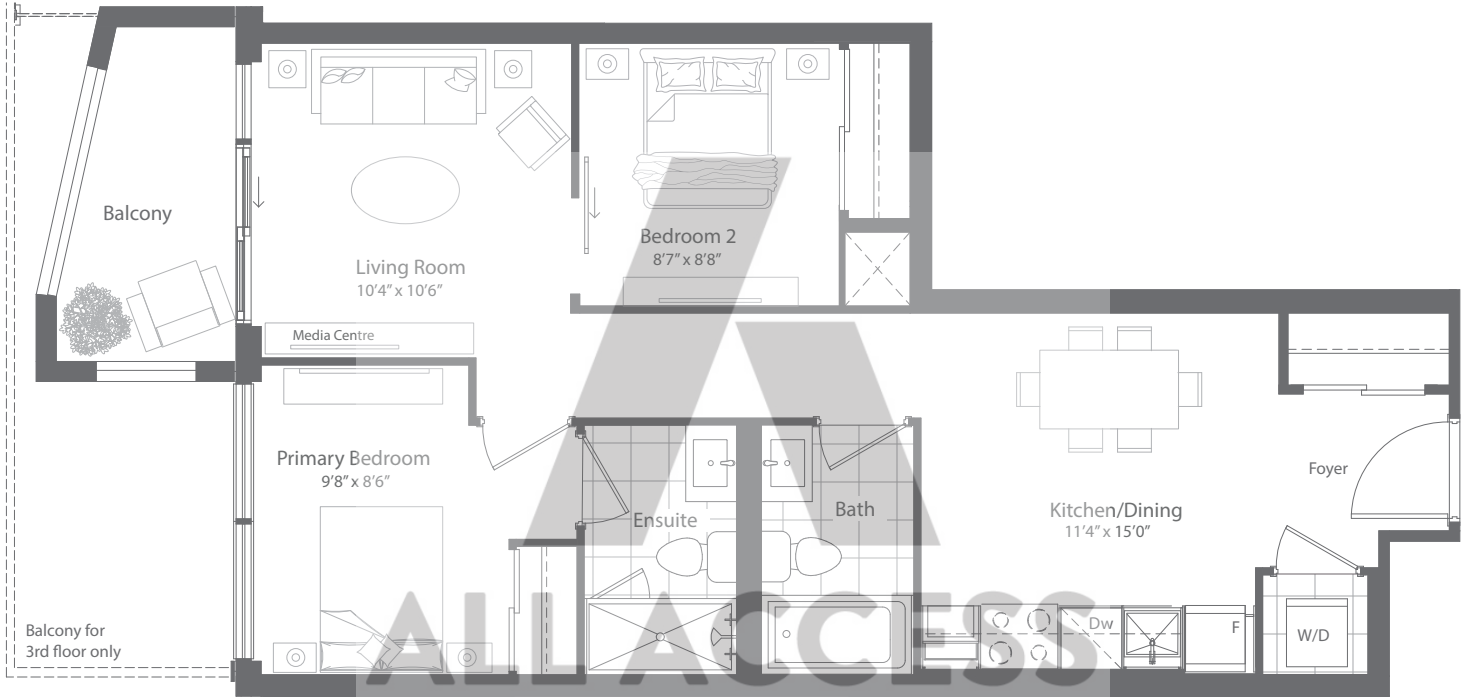 Balcony
Living Room
10'4" x 10'6"
Media Centre
Bedroom 2
8'7" x 8'8"
Primary Bedroom
9'8" x 8'6"
Ensuite
Bath
Kitchen/Dining
11'4" x 15'0"
Foyer
Dw
F
W/D
Balcony for
3rd floor only
ALL ACCESS